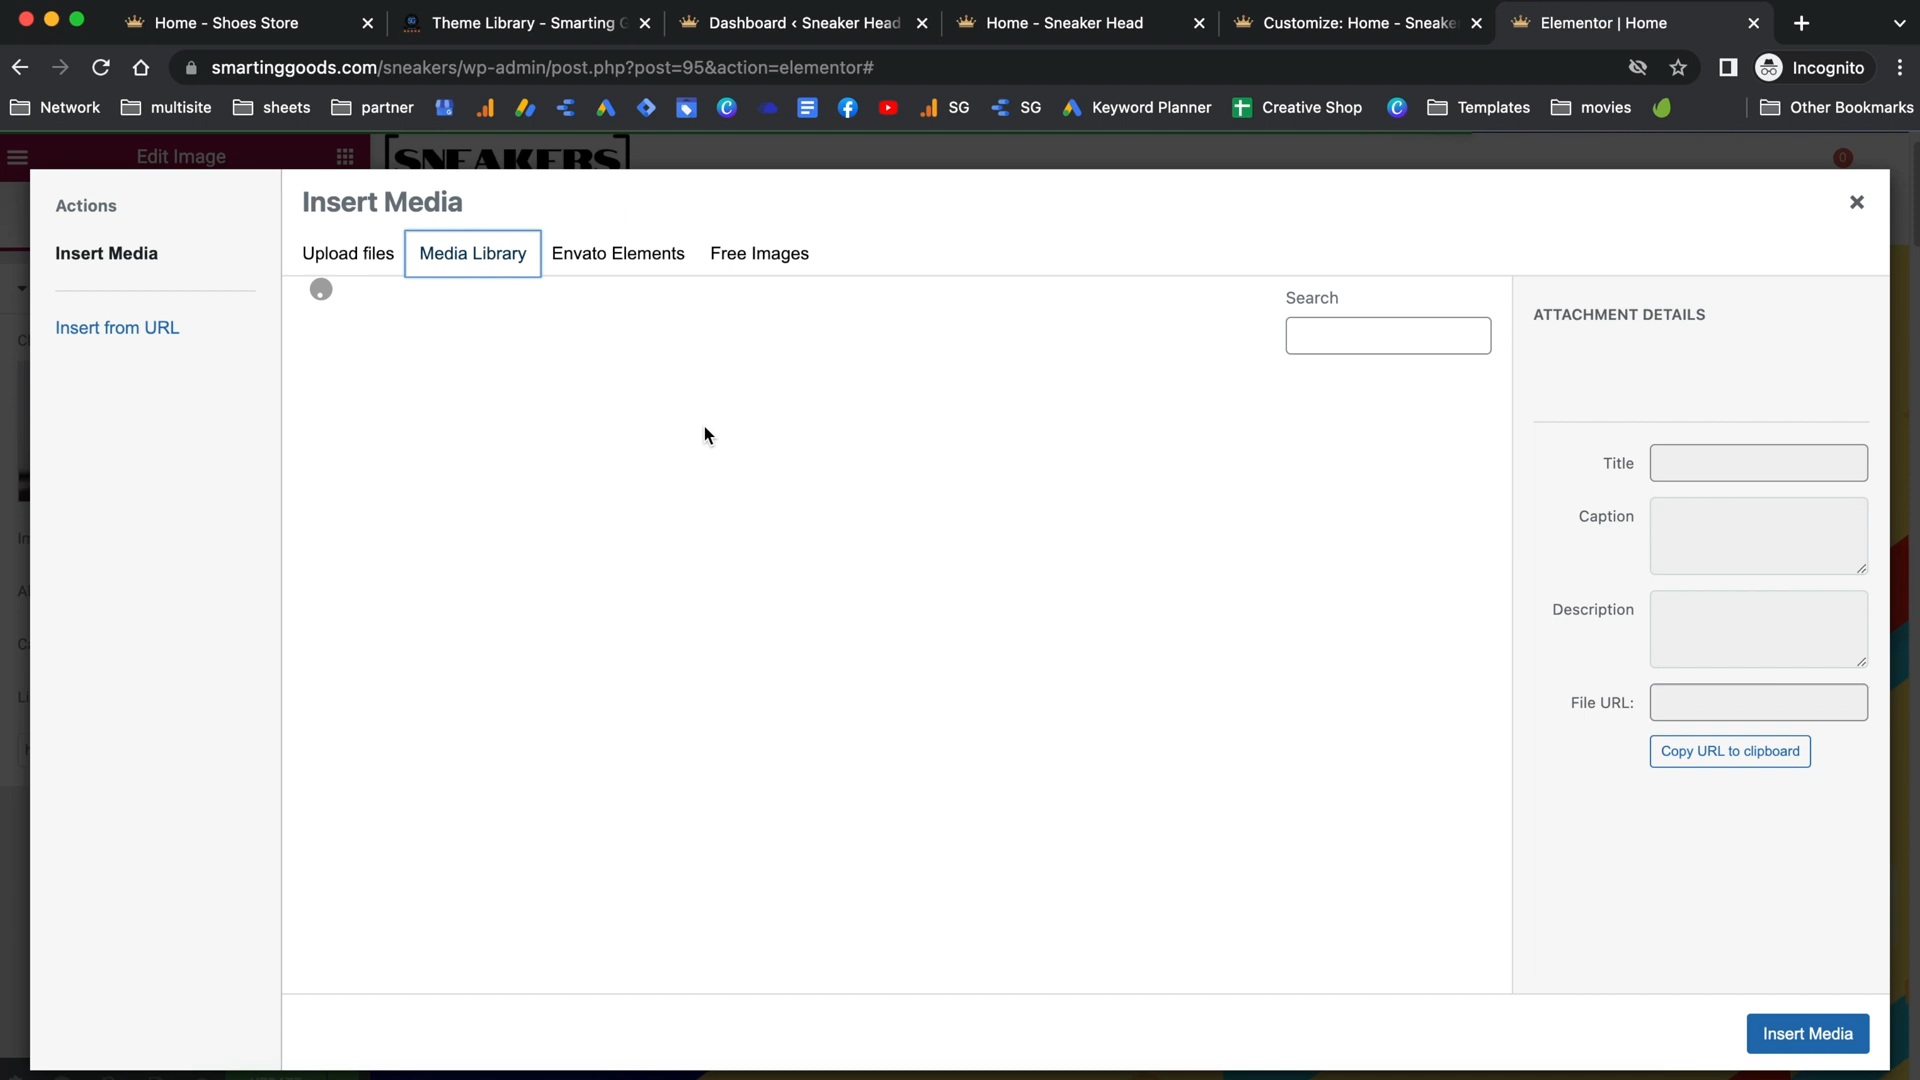 Home - Shoes Store
Theme Library - Smarting G
Dashboard ‹ Sneaker Head
Home - Sneaker Head
Customize: Home - Sneake
Elementor | Home
smartinggoods.com/sneakers/wp-admin/post.php?post=95&action=elementor#
Incognito
Network
multisite
sheets
partner
SG
SG
Keyword Planner
Creative Shop
Templates
movies
Other Bookmarks
Edit Image
SNEAKERS
0
Actions
Insert Media
Insert from URL
Insert Media
Upload files
Media Library
Envato Elements
Free Images
Search
ATTACHMENT DETAILS
Title
Caption
Description
File URL:
Copy URL to clipboard
Insert Media